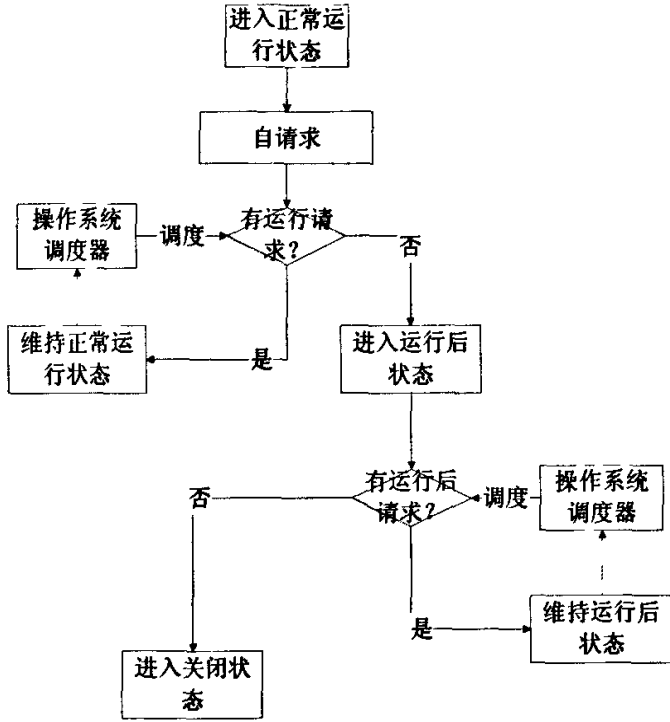 进入正常运
行状态
自请求
有运行请
求？
操作系统
调度器
调度
否
维持正常运
行状态
是
进入运行后
状态
有运行后
请求？
调度
操作系统
调度器
否
是
维持运行后
状态
进入关闭状
态